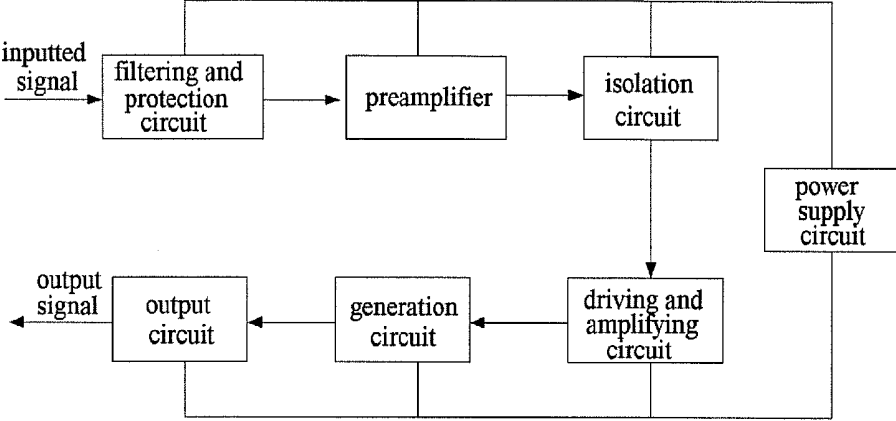 inputted
signal
filtering and
protection
circuit
preamplifier
isolation
circuit
power
supply
circuit
output
signal
output
circuit
generation
circuit
driving and
amplifying
circuit